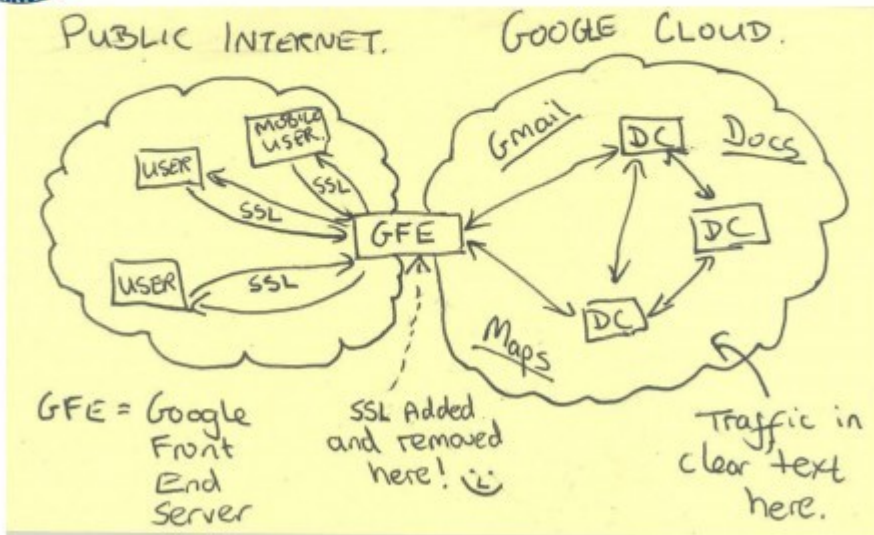 PUBLIC INTERNET.
GOOGLE CLOUD.
MOBILE
USER.
USER
SSL
SSL
USER
SSL
GFE
Gmail
DC
Docs
DC
DC
Maps
GFE = Google
Front
End
Server
SSL Added
and removed
here!
Traffic in
clear text
here.